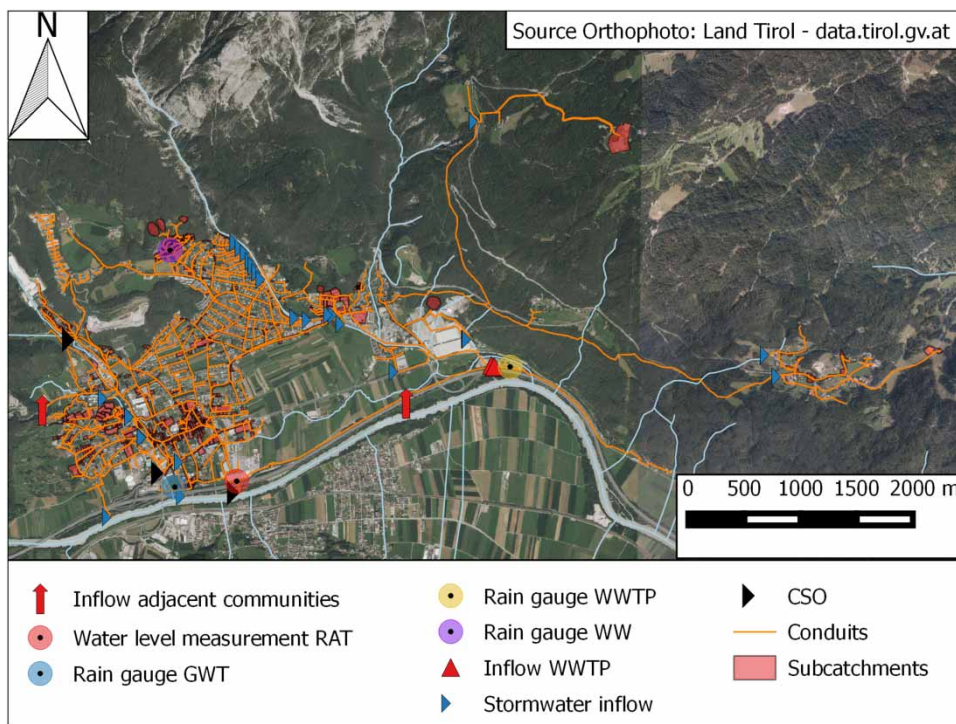 N
Source Orthophoto: Land Tirol - data.tirol.gv.at
0 500 1000 1500 2000 m
Inflow adjacent communities
Water level measurement RAT
Rain gauge GWT
Rain gauge WWTP
Rain gauge WW
Inflow WWTP
Stormwater inflow
CSO
Conduits
Subcatchments